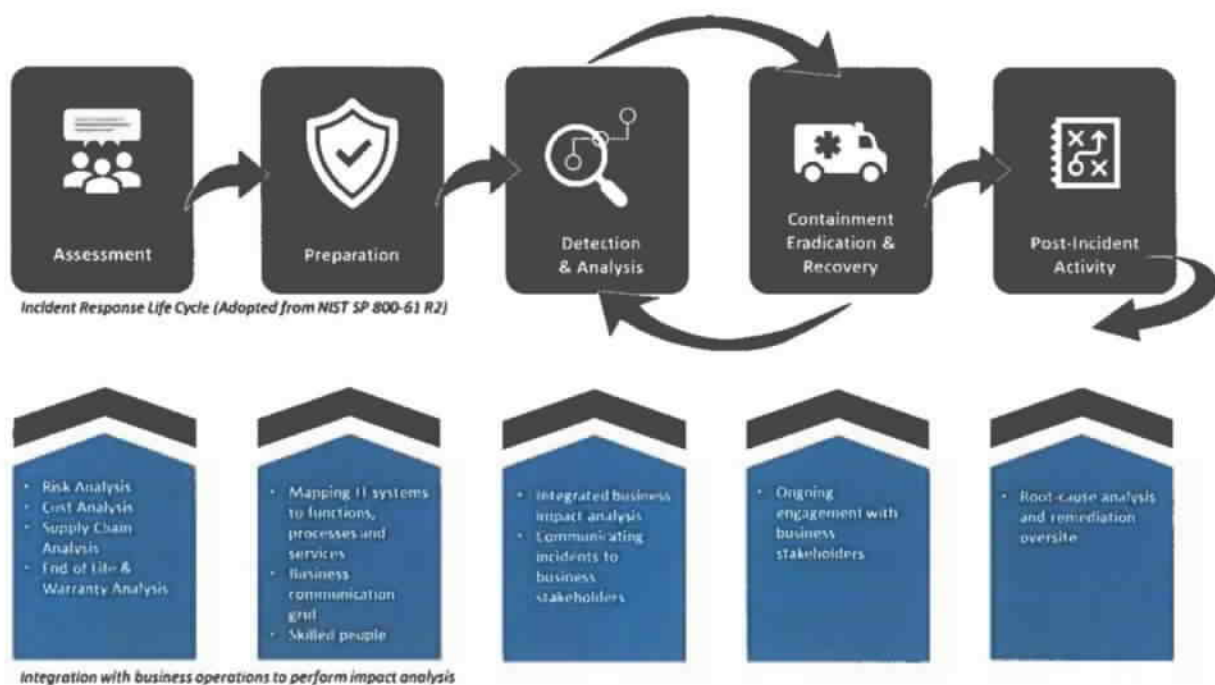 Assessment
Preparation
Detection
& Analysis
Containment
Eradication &
Recovery
Post-Incident
Activity
Incident Response Life Cycle (Adopted from NIST SP 800-61 R2)
• Risk Analysis
• Cost Analysis
• Supply Chain
Analysis
• End of Life &
Warranty Analysis
• Mapping IT systems
to functions,
processes and
services
• Business
communication
grid
• Skilled people
• Integrated business
impact analysis
• Communicating
incidents to
business
stakeholders
• Ongoing
engagement with
business
stakeholders
• Root-cause analysis
and remediation
oversite
Integration with business operations to perform impact analysis